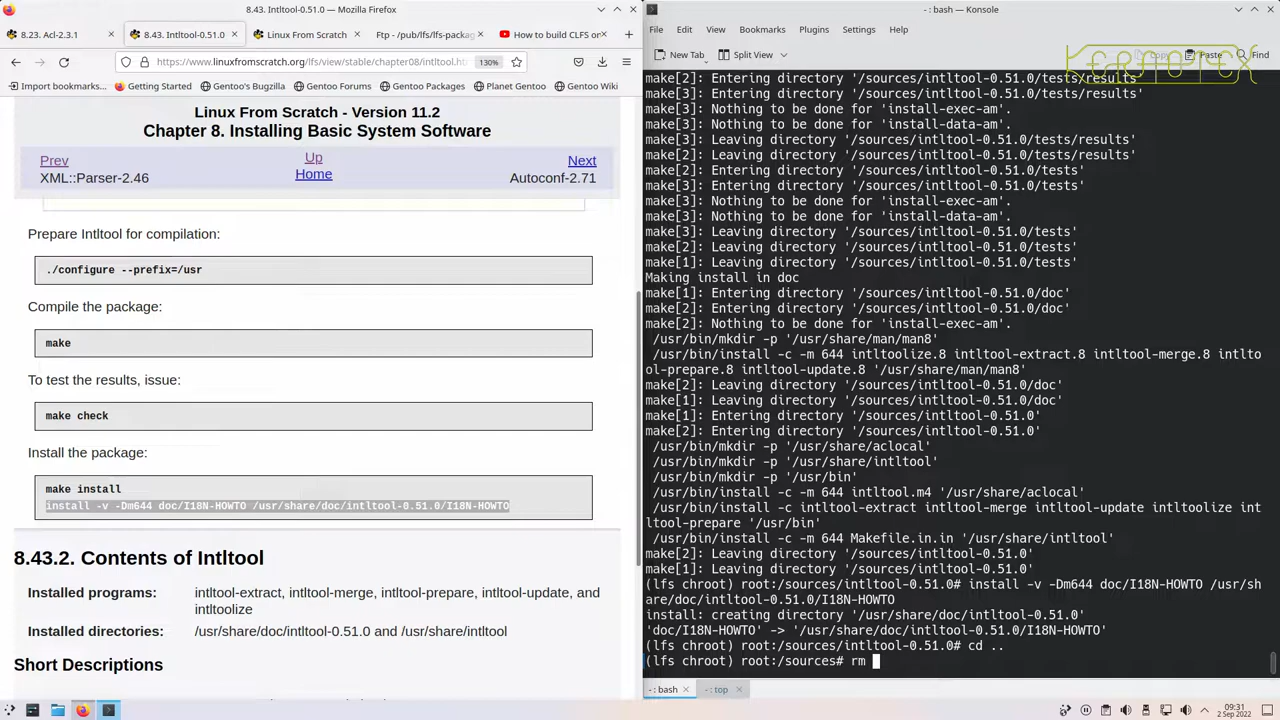 8.43. Intltool-0.51.0 — Mozilla Firefox
8.23. Acl-2.3.1
8.43. Intltool-0.51.0
Linux From Scratch
Ftp - /pub/lfs/lfs-packag
How to build CLFS on
https://www.linuxfromscratch.org/lfs/view/stable/chapter08/intltool
Import bookmarks...
Getting Started
Gentoo's Bugzilla
Gentoo Forums
Gentoo Packages
Planet Gentoo
Gentoo Wiki
Linux From Scratch - Version 11.2
Chapter 8. Installing Basic System Software
Prev
Up
Next
XML::Parser-2.46
Home
Autoconf-2.71
Prepare Intltool for compilation:
./configure --prefix=/usr
Compile the package:
make
To test the results, issue:
make check
Install the package:
make install
install -v -Dm644 doc/I18N-HOWTO /usr/share/doc/intltool-0.51.0/I18N-HOWTO
8.43.2. Contents of Intltool
Installed programs:
intltool-extract, intltool-merge, intltool-prepare, intltool-update, and
intltoolize
Installed directories:
/usr/share/doc/intltool-0.51.0 and /usr/share/intltool
Short Descriptions
- : bash — Konsole
File Edit View Bookmarks Plugins Settings Help
New Tab
Split View
Paste
Find
KERNOTEX
make[2]: Entering directory '/sources/intltool-0.51.0/tests/results'
make[3]: Entering directory '/sources/intltool-0.51.0/tests/results'
make[3]: Nothing to be done for 'install-exec-am'.
make[3]: Nothing to be done for 'install-data-am'.
make[3]: Leaving directory '/sources/intltool-0.51.0/tests/results'
make[2]: Leaving directory '/sources/intltool-0.51.0/tests/results'
make[2]: Entering directory '/sources/intltool-0.51.0/tests'
make[3]: Entering directory '/sources/intltool-0.51.0/tests'
make[3]: Nothing to be done for 'install-exec-am'.
make[3]: Nothing to be done for 'install-data-am'.
make[3]: Leaving directory '/sources/intltool-0.51.0/tests'
make[2]: Leaving directory '/sources/intltool-0.51.0/tests'
make[1]: Leaving directory '/sources/intltool-0.51.0/tests'
Making install in doc
make[1]: Entering directory '/sources/intltool-0.51.0/doc'
make[2]: Entering directory '/sources/intltool-0.51.0/doc'
make[2]: Nothing to be done for 'install-exec-am'.
/usr/bin/mkdir -p '/usr/share/man/man8'
/usr/bin/install -c -m 644 intltoolize.8 intltool-extract.8 intltool-merge.8 intlto
ol-prepare.8 intltool-update.8 '/usr/share/man/man8'
make[2]: Leaving directory '/sources/intltool-0.51.0/doc'
make[1]: Leaving directory '/sources/intltool-0.51.0/doc'
make[1]: Entering directory '/sources/intltool-0.51.0'
make[2]: Entering directory '/sources/intltool-0.51.0'
/usr/bin/mkdir -p '/usr/share/aclocal'
/usr/bin/mkdir -p '/usr/share/intltool'
/usr/bin/mkdir -p '/usr/bin'
/usr/bin/install -c -m 644 intltool.m4 '/usr/share/aclocal'
/usr/bin/install -c intltool-extract intltool-merge intltool-update intltoolize int
ltool-prepare '/usr/bin'
/usr/bin/install -c -m 644 Makefile.in.in '/usr/share/intltool'
make[2]: Leaving directory '/sources/intltool-0.51.0'
make[1]: Leaving directory '/sources/intltool-0.51.0'
(lfs chroot) root:/sources/intltool-0.51.0# install -v -Dm644 doc/I18N-HOWTO /usr/sh
are/doc/intltool-0.51.0/I18N-HOWTO
install: creating directory '/usr/share/doc/intltool-0.51.0'
'doc/I18N-HOWTO' -> '/usr/share/doc/intltool-0.51.0/I18N-HOWTO'
(lfs chroot) root:/sources/intltool-0.51.0# cd ..
(lfs chroot) root:/sources# rm
- : bash
- : top
09:31
2 Sep 2022